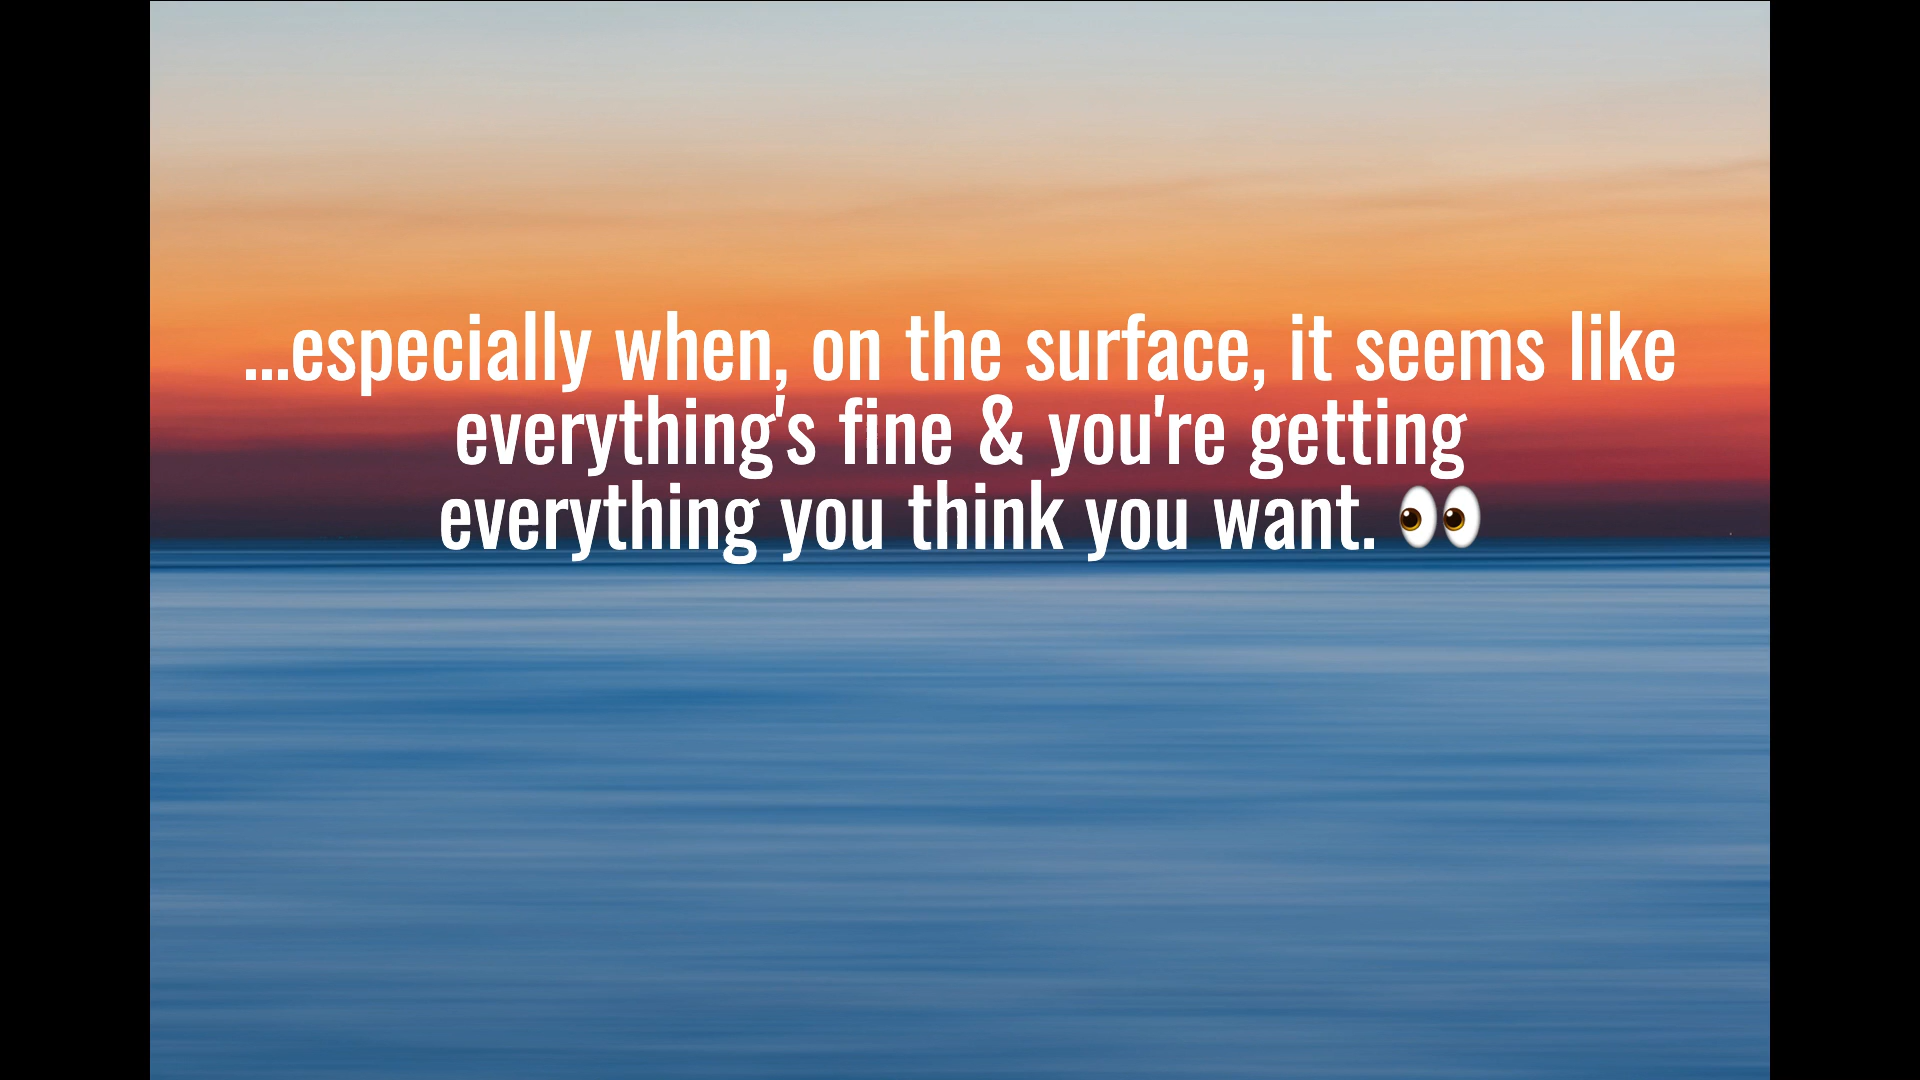 ...especially when, on the surface, it seems like
everything's fine & you're getting
everything you think you want. 👀